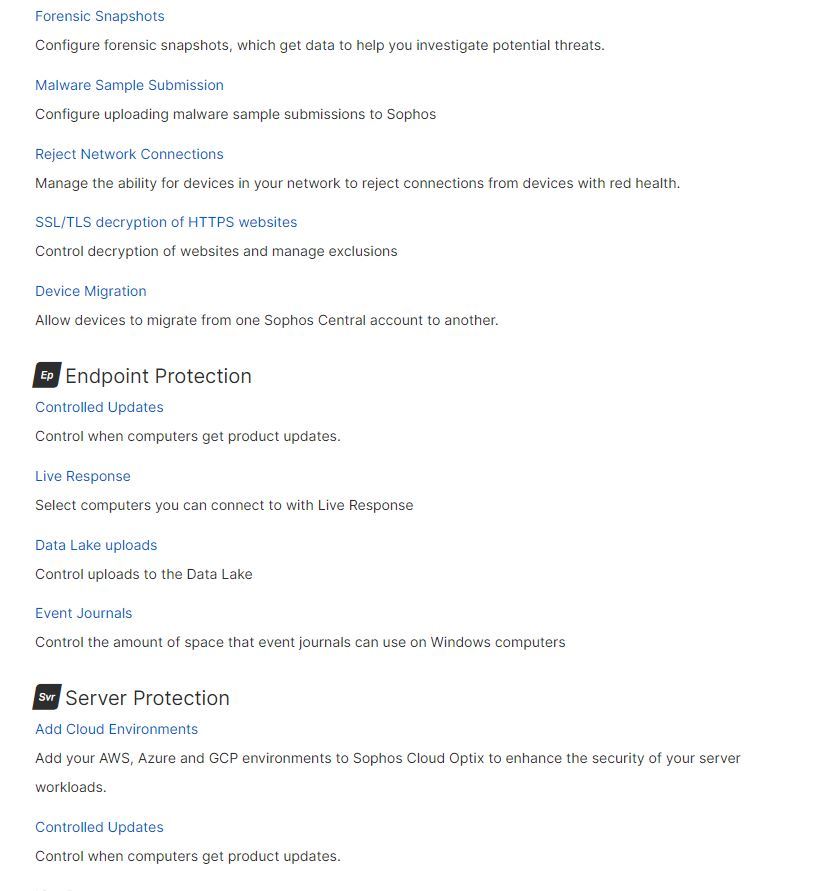 Forensic Snapshots
Configure forensic snapshots, which get data to help you investigate potential threats.
Malware Sample Submission
Configure uploading malware sample submissions to Sophos
Reject Network Connections
Manage the ability for devices in your network to reject connections from devices with red health.
SSL/TLS decryption of HTTPS websites
Control decryption of websites and manage exclusions
Device Migration
Allow devices to migrate from one Sophos Central account to another.
Ep Endpoint Protection
Controlled Updates
Control when computers get product updates.
Live Response
Select computers you can connect to with Live Response
Data Lake uploads
Control uploads to the Data Lake
Event Journals
Control the amount of space that event journals can use on Windows computers
Svr Server Protection
Add Cloud Environments
Add your AWS, Azure and GCP environments to Sophos Cloud Optix to enhance the security of your server
workloads.
Controlled Updates
Control when computers get product updates.